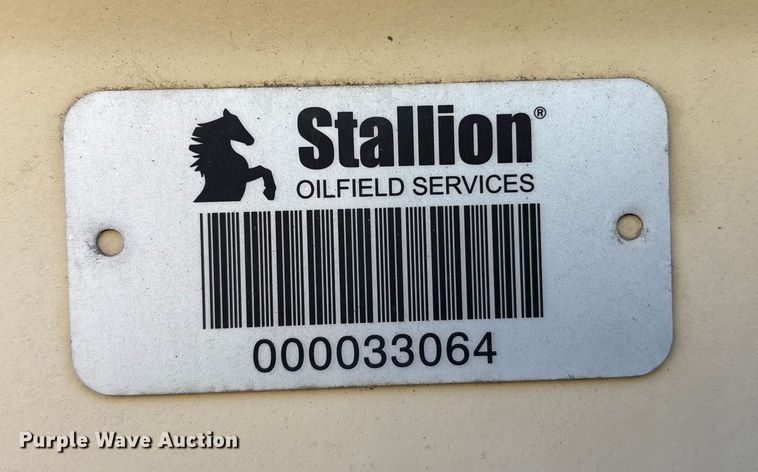 Stallion®
OILFIELD SERVICES
000033064
Purple Wave Auction